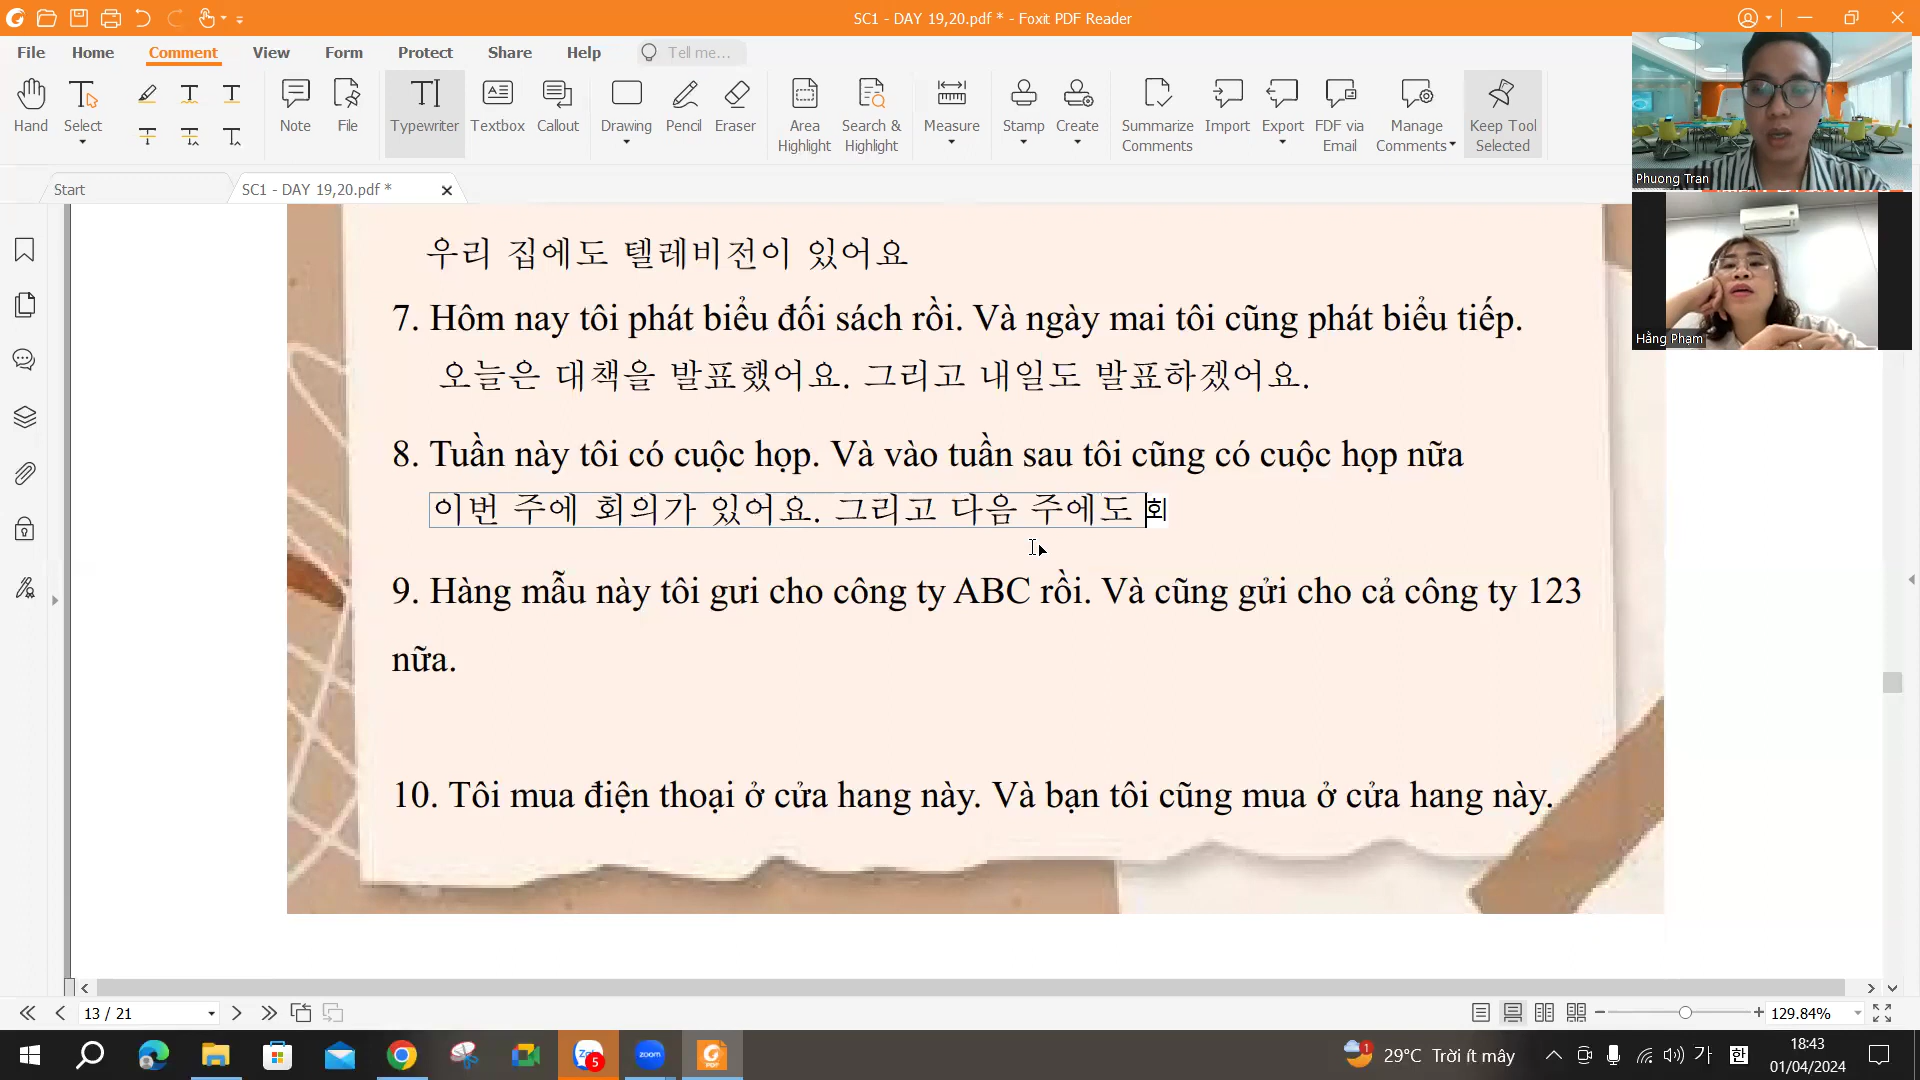 SC1 - DAY 19,20.pdf * - Foxit PDF Reader
File Home Comment View Form Protect Share Help Tell me...
Hand Select Note File Typewriter Textbox Callout Drawing Pencil Eraser Area Highlight Search & Highlight Measure Stamp Create Summarize Comments Import Export FDF via Email Manage Comments Keep Tool Selected
Phuong Tran
Start SC1 - DAY 19,20.pdf *
우리 집에도 텔레비전이 있어요
7. Hôm nay tôi phát biểu đối sách rồi. Và ngày mai tôi cũng phát biểu tiếp.
Hằng Phạm
오늘은 대책을 발표했어요. 그리고 내일도 발표하겠어요.
8. Tuần này tôi có cuộc họp. Và vào tuần sau tôi cũng có cuộc họp nữa
이번 주에 회의가 있어요. 그리고 다음 주에도 회
9. Hàng mẫu này tôi gưi cho công ty ABC rồi. Và cũng gửi cho cả công ty 123
nữa.
10. Tôi mua điện thoại ở cửa hang này. Và bạn tôi cũng mua ở cửa hang này.
13 / 21
129.84%
5
zoom
1
29°C Trời ít mây
가 한
18:43
01/04/2024